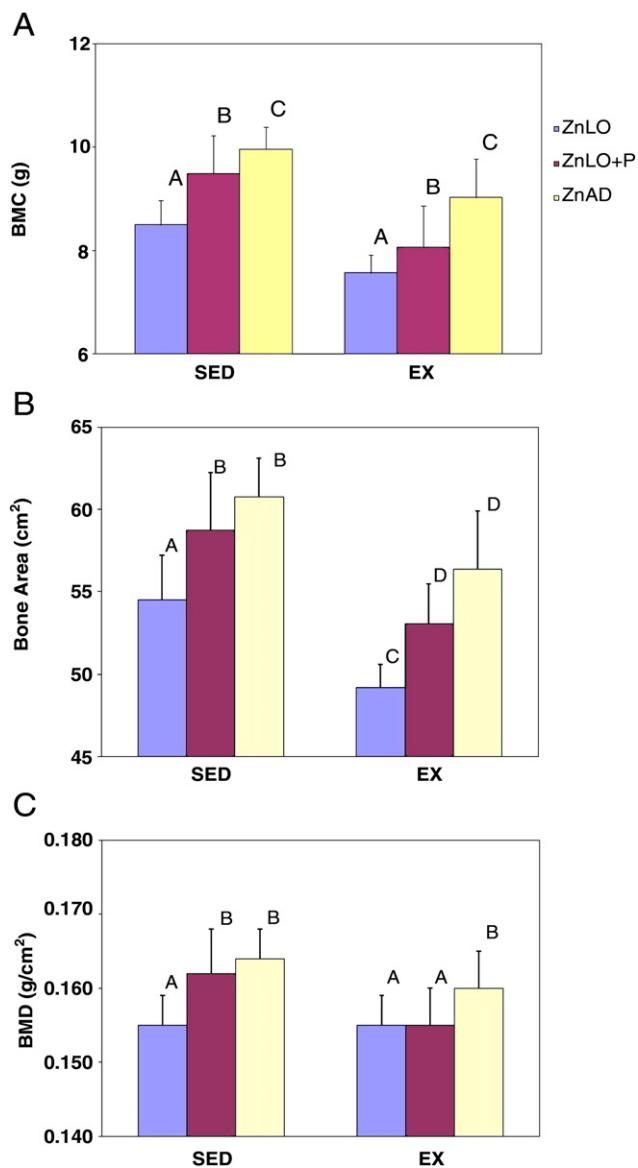 A
12
10
8
6
BMC (g)
A
B
C
A
B
C
SED
EX
ZnLO
ZnLO+P
ZnAD
B
65
60
55
50
45
Bone Area (cm²)
A
B
B
C
D
D
SED
EX
C
0.180
0.170
0.160
0.150
0.140
BMD (g/cm²)
A
B
B
A
A
B
SED
EX